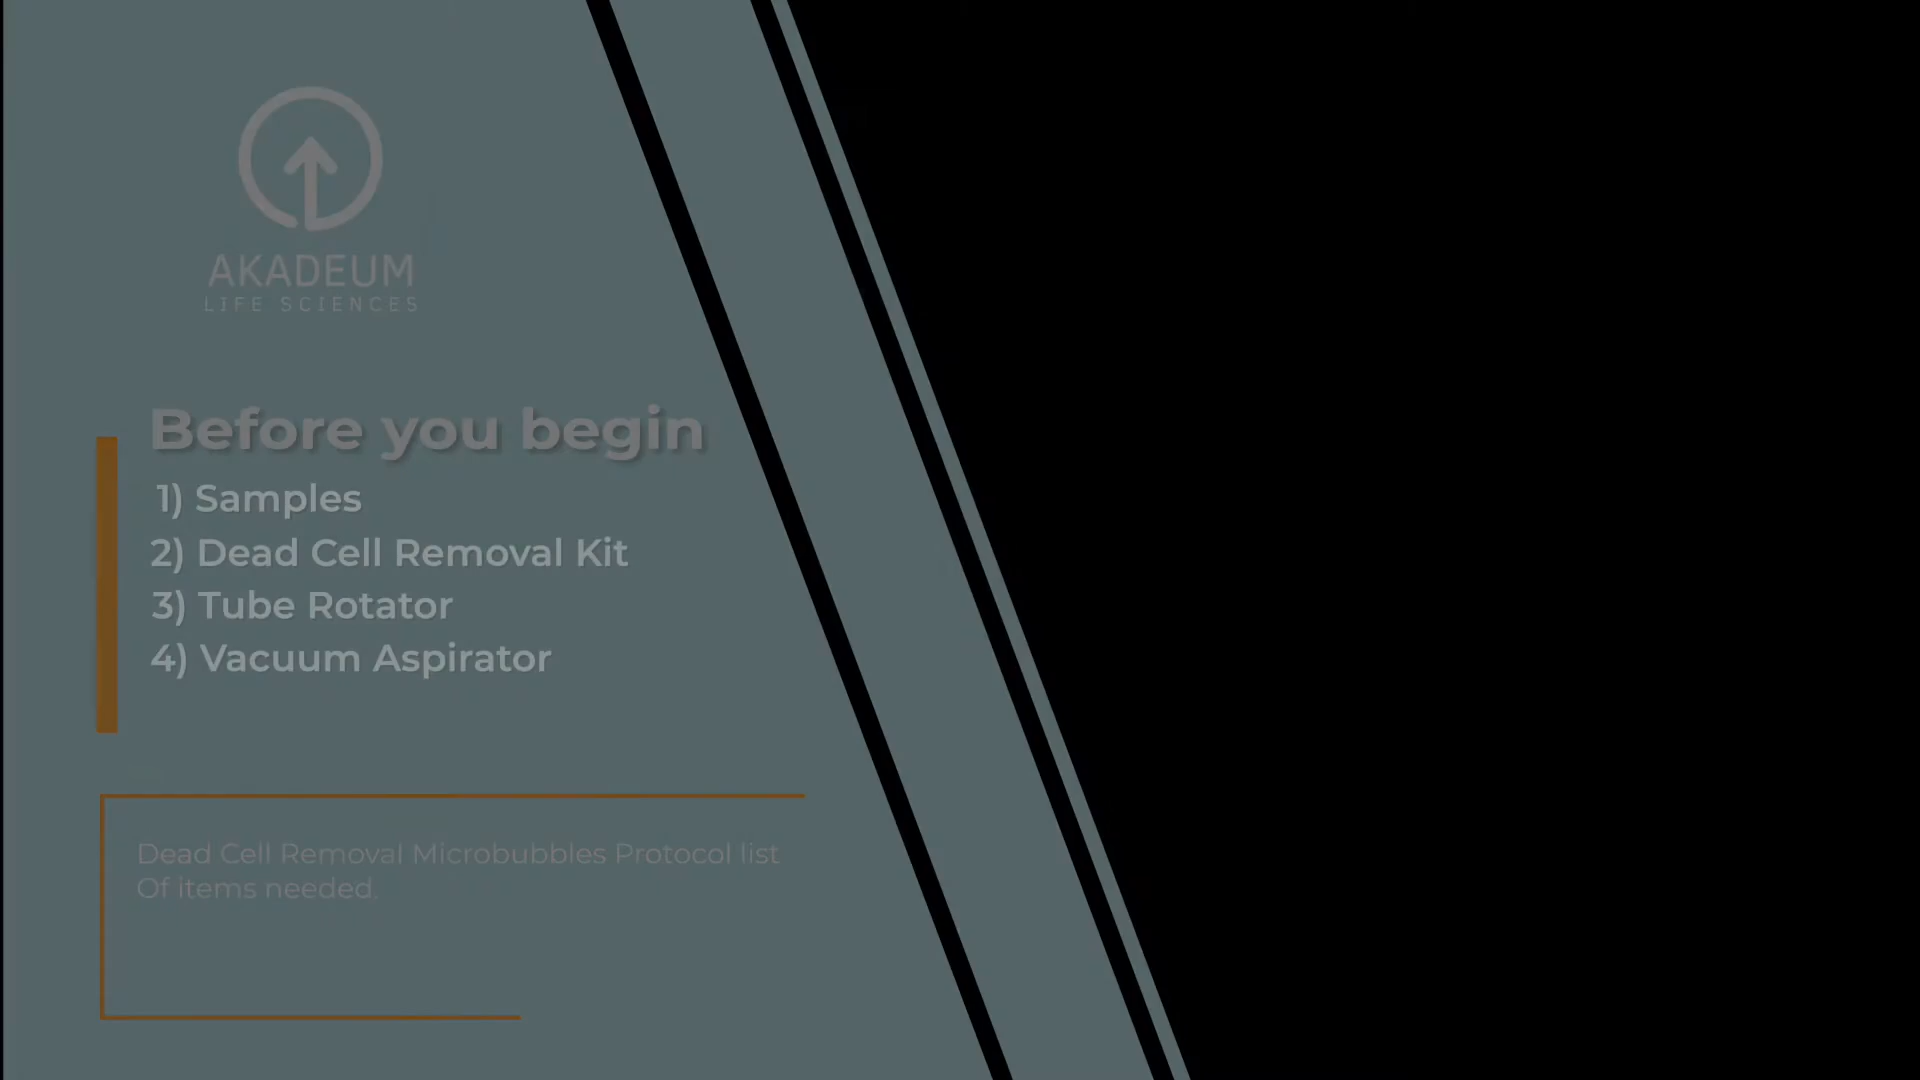 AKADEUM
LIFE SCIENCES
Before you begin
1) Samples
2) Dead Cell Removal Kit
3) Tube Rotator
4) Vacuum Aspirator
Dead Cell Removal Microbubbles Protocol list
Of items needed.